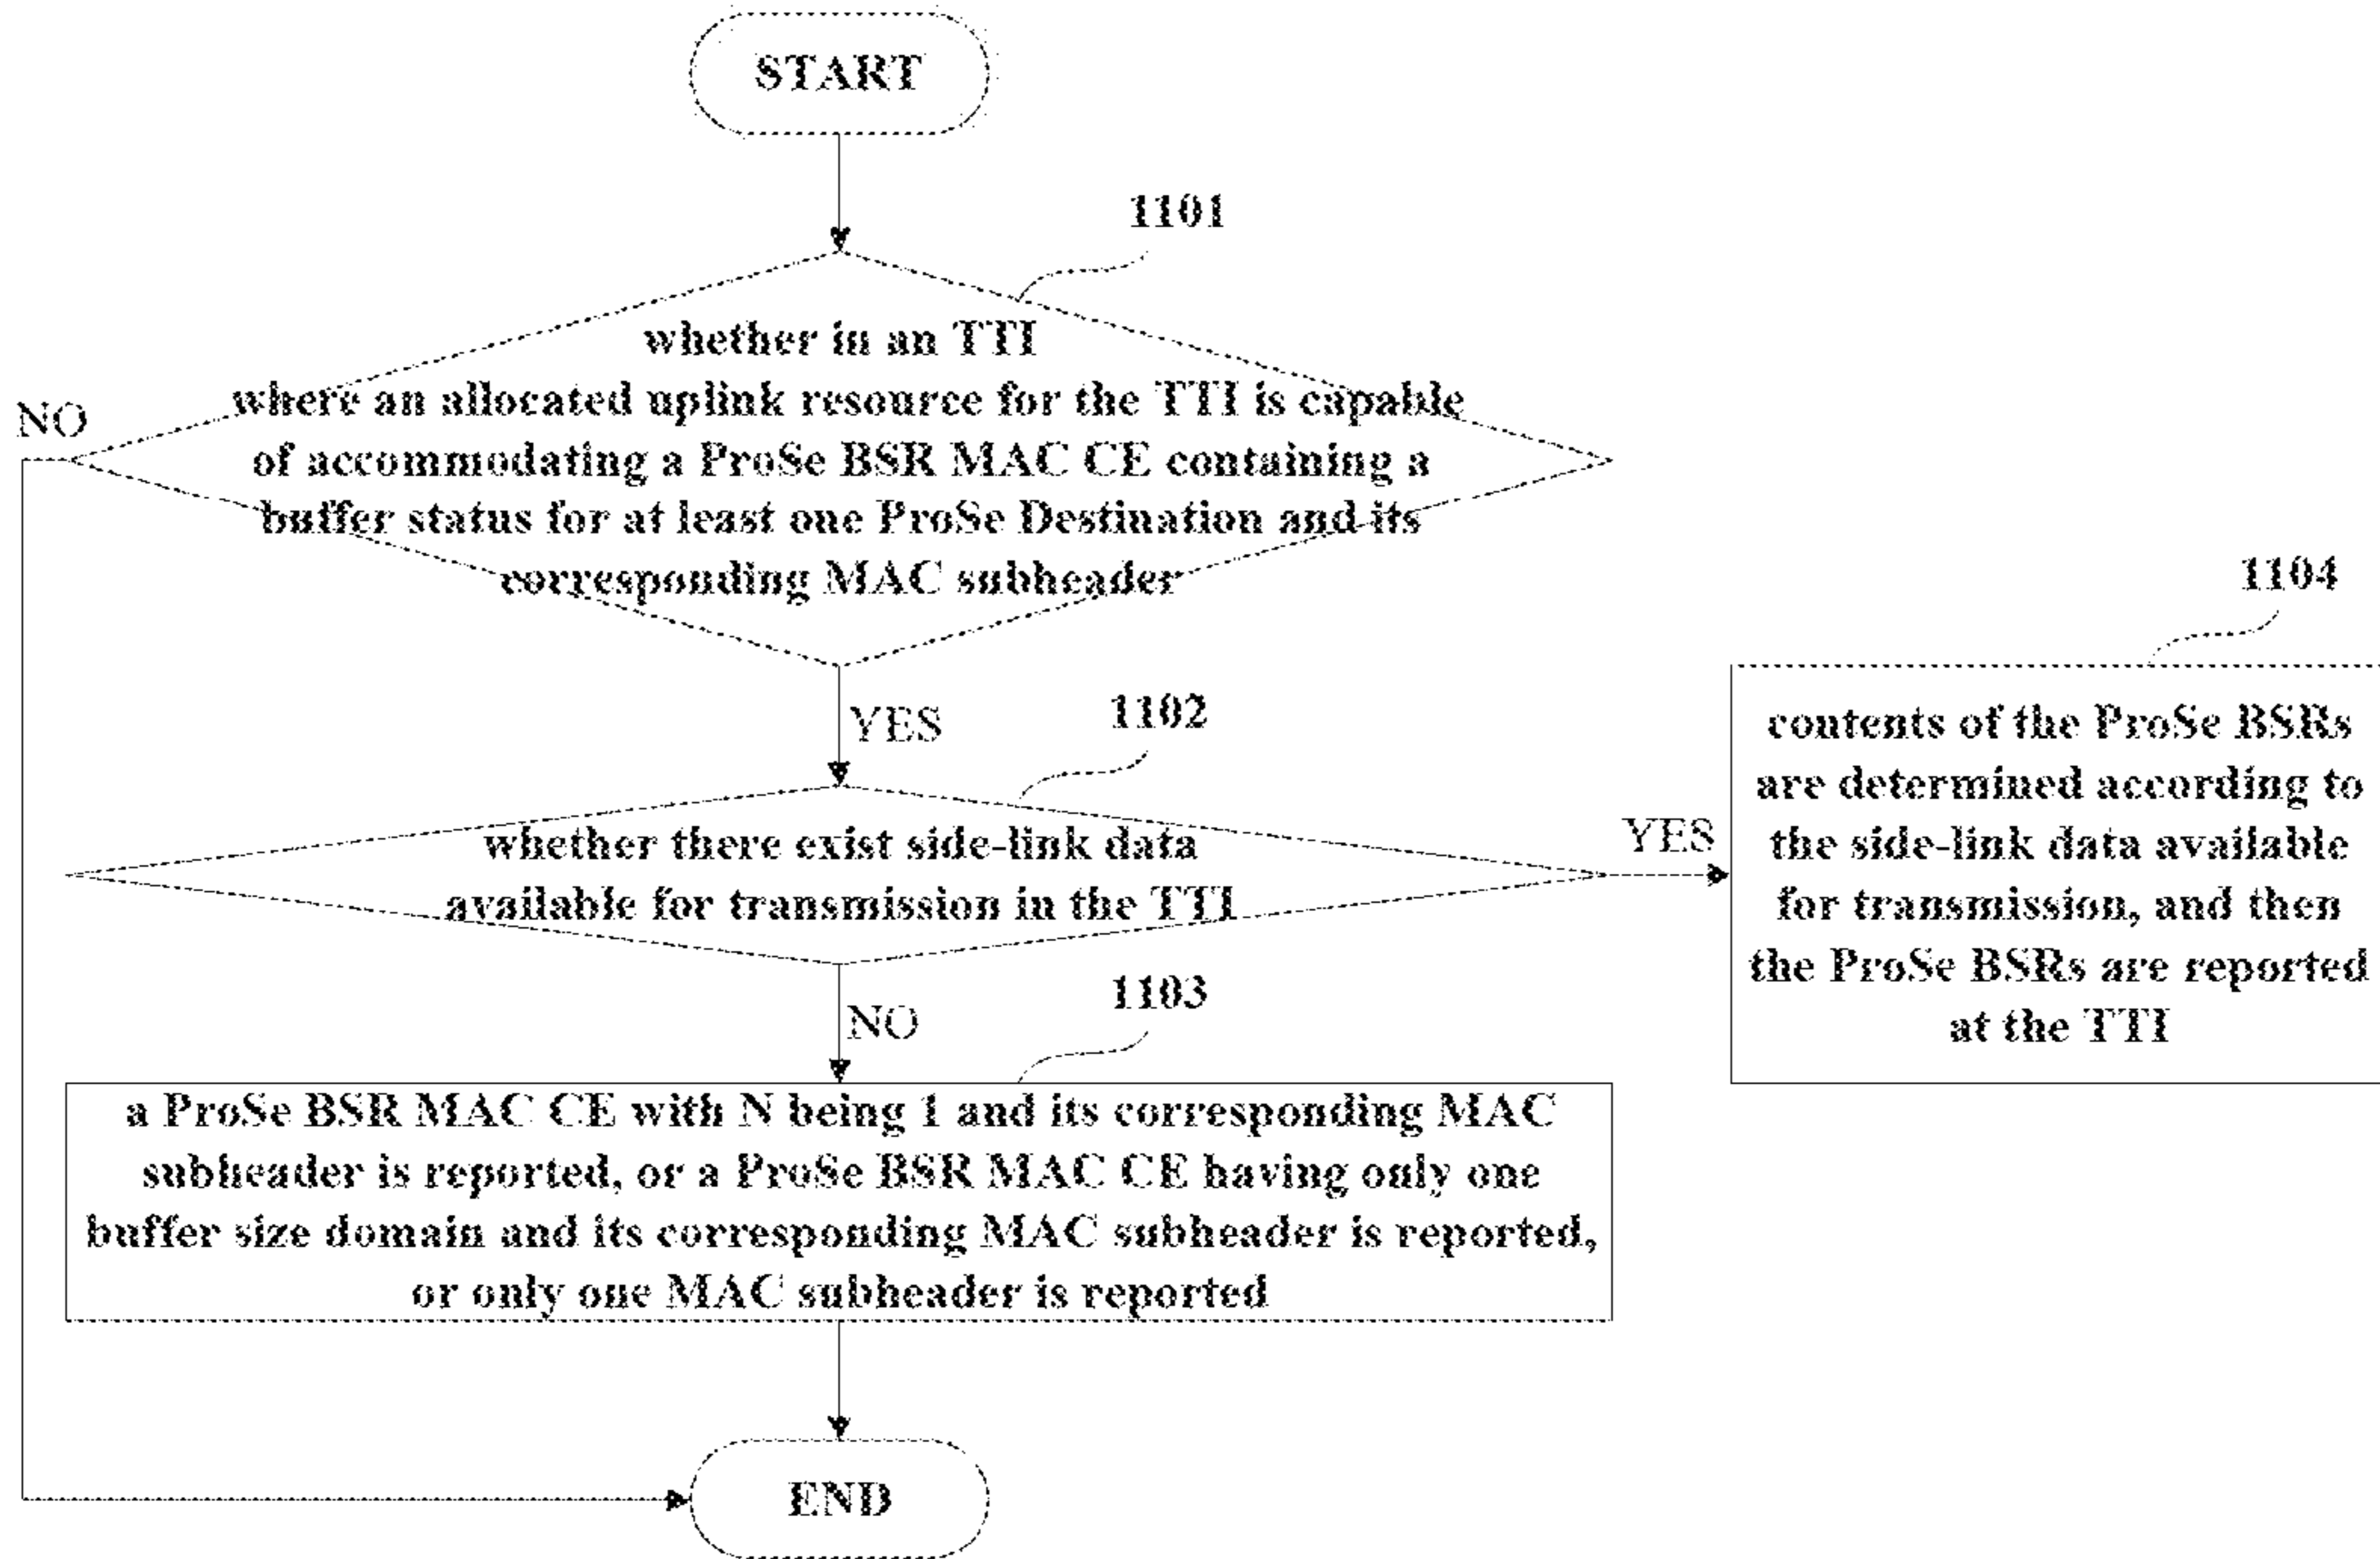 START
1101
whether in an TTI
where an allocated uplink resource for the TTI is capable
of accommodating a ProSe BSR MAC CE containing a
buffer status for at least one ProSe Destination and its
corresponding MAC subheader
NO
YES
1102
whether there exist side-link data
available for transmission in the TTI
YES
1104
contents of the ProSe BSRs
are determined according to
the side-link data available
for transmission, and then
the ProSe BSRs are reported
at the TTI
NO
1103
a ProSe BSR MAC CE with N being 1 and its corresponding MAC
subheader is reported, or a ProSe BSR MAC CE having only one
buffer size domain and its corresponding MAC subheader is reported,
or only one MAC subheader is reported
END